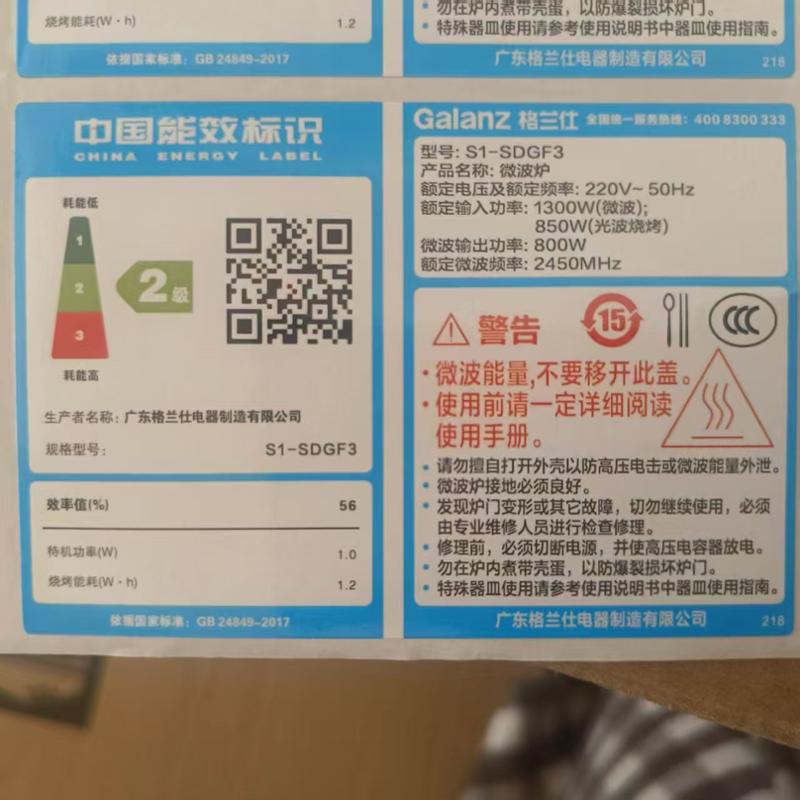 烧烤能耗(W·h) 1.2
依据国家标准：GB 24849-2017
勿在炉内煮带壳蛋，以防爆裂损坏炉门。
特殊器皿使用请参考使用说明书中器皿使用指南。
广东格兰仕电器制造有限公司 218
中国能效标识
CHINA ENERGY LABEL
耗能低
1
2
3
2级
耗能高
生产者名称：广东格兰仕电器制造有限公司
规格型号： S1-SDGF3
效率值(%) 56
待机功率(W) 1.0
烧烤能耗(W·h) 1.2
依据国家标准：GB 24849-2017
Galanz 格兰仕 全国统一服务热线：400 8300 333
型号: S1-SDGF3
产品名称: 微波炉
额定电压及额定频率: 220V~ 50Hz
额定输入功率: 1300W(微波);
850W(光波烧烤)
微波输出功率: 800W
额定微波频率: 2450MHz
警告
15
CCC
·微波能量,不要移开此盖。
·使用前请一定详细阅读
使用手册。
·请勿擅自打开外壳以防高压电击或微波能量外泄。
·微波炉接地必须良好。
·发现炉门变形或其它故障，切勿继续使用，必须
由专业维修人员进行检查修理。
·修理前，必须切断电源，并使高压电容器放电。
·勿在炉内煮带壳蛋，以防爆裂损坏炉门。
·特殊器皿使用请参考使用说明书中器皿使用指南。
广东格兰仕电器制造有限公司 218